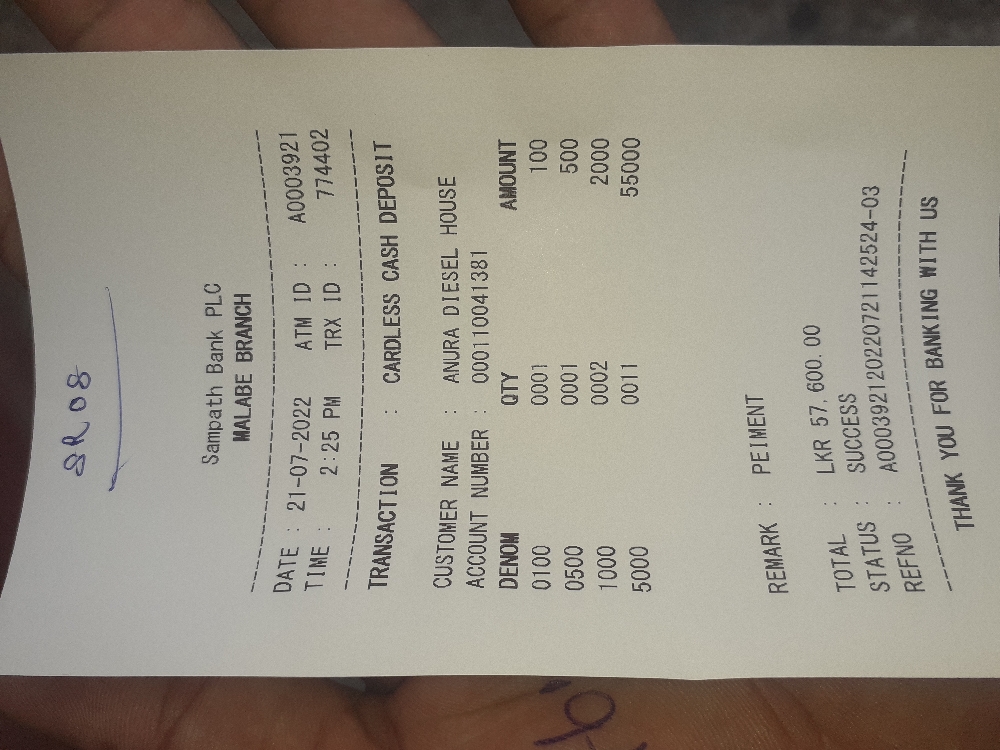 SR 08
Sampath Bank PLC
MALABE BRANCH
DATE : 21-07-2022 ATM ID : A0003921
TIME : 2:25 PM TRX ID : 774402
TRANSACTION : CARDLESS CASH DEPOSIT
CUSTOMER NAME : ANURA DIESEL HOUSE
ACCOUNT NUMBER : 000110041381
DENOM QTY AMOUNT
0100 0001 100
0500 0001 500
1000 0002 2000
5000 0011 55000
REMARK : PEIMENT
TOTAL : LKR 57,600.00
STATUS : SUCCESS
REFNO : A00039212022072114252​4-03
THANK YOU FOR BANKING WITH US